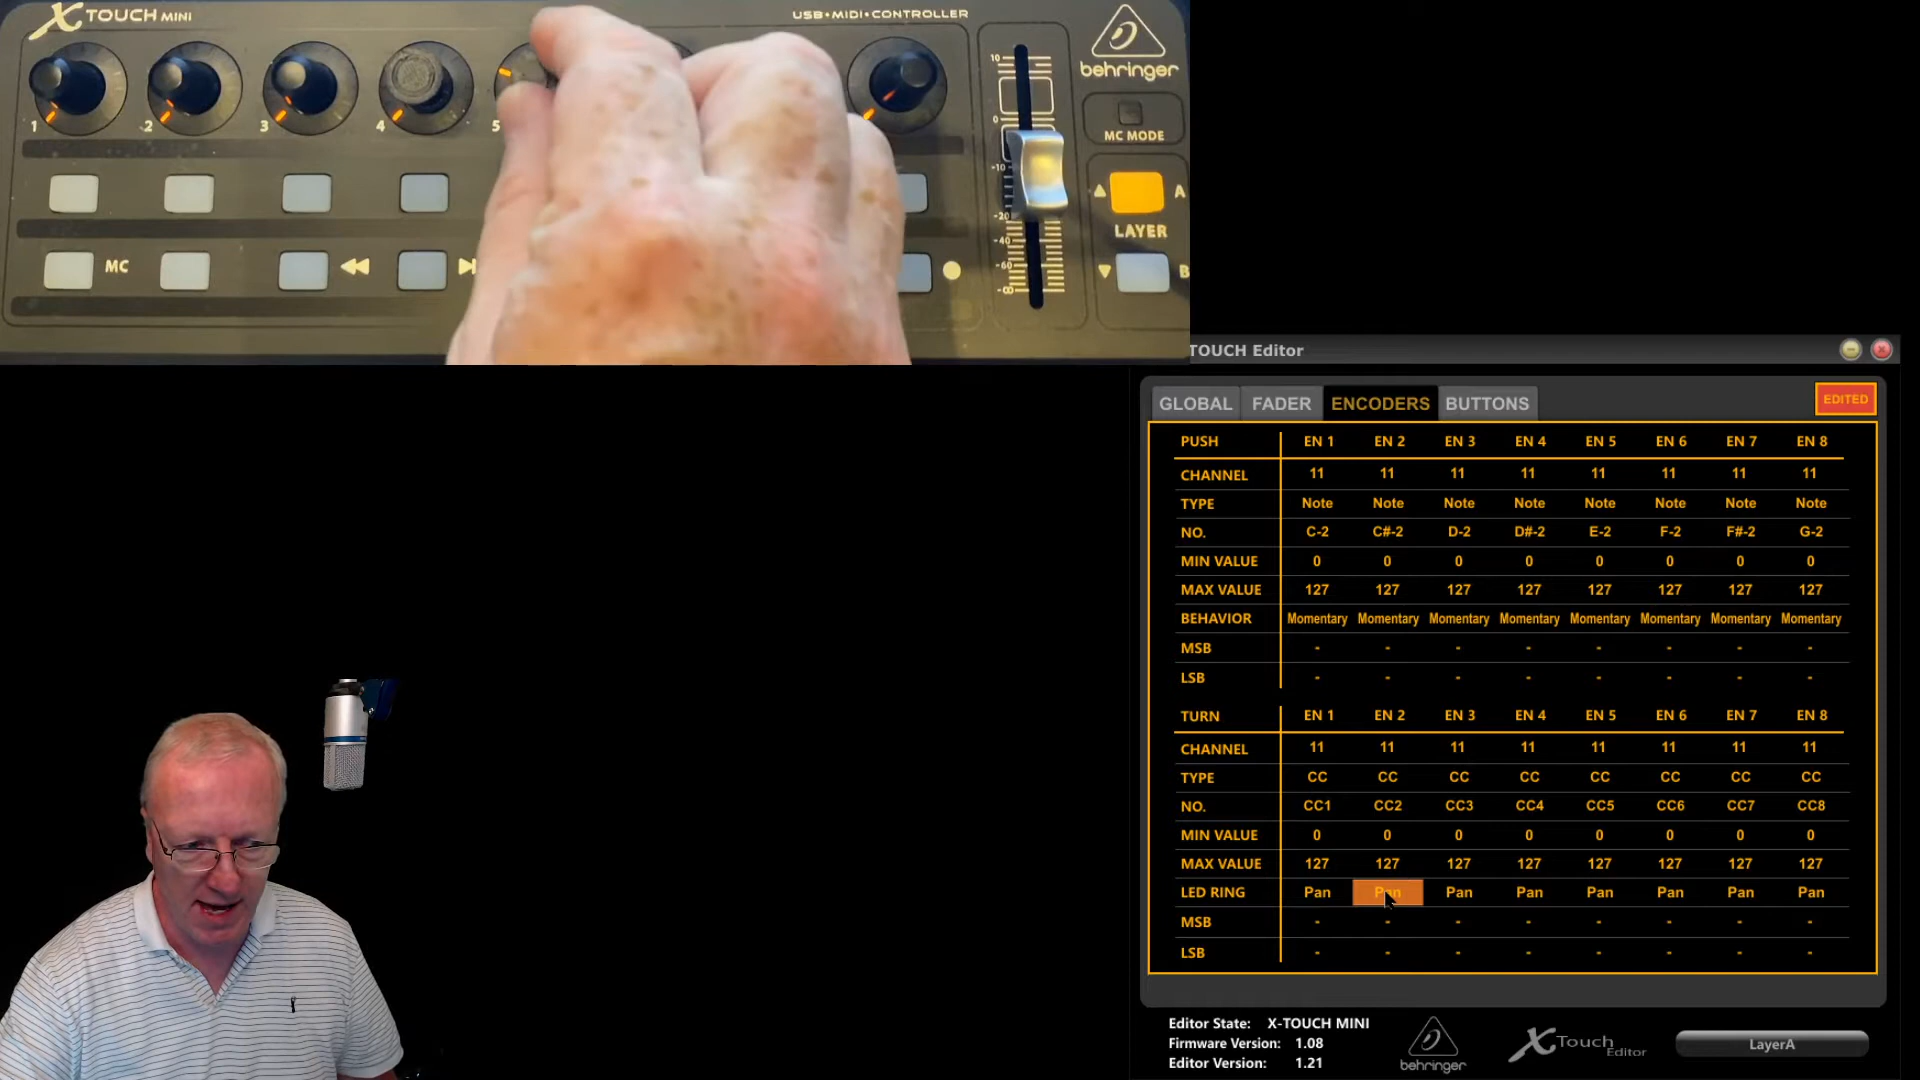 X TOUCH MINI
USB•MIDI•CONTROLLER
behringer
1 2 3 4 5
10
0
-10
-20
-40
-60
-∞
MC MODE
A
LAYER
B
MC
TOUCH Editor
GLOBAL FADER ENCODERS BUTTONS EDITED
PUSH EN 1 EN 2 EN 3 EN 4 EN 5 EN 6 EN 7 EN 8
CHANNEL 11 11 11 11 11 11 11 11
TYPE Note Note Note Note Note Note Note Note
NO. C-2 C#-2 D-2 D#-2 E-2 F-2 F#-2 G-2
MIN VALUE 0 0 0 0 0 0 0 0
MAX VALUE 127 127 127 127 127 127 127 127
BEHAVIOR Momentary Momentary Momentary Momentary Momentary Momentary Momentary Momentary
MSB - - - - - - - -
LSB - - - - - - - -
TURN EN 1 EN 2 EN 3 EN 4 EN 5 EN 6 EN 7 EN 8
CHANNEL 11 11 11 11 11 11 11 11
TYPE CC CC CC CC CC CC CC CC
NO. CC1 CC2 CC3 CC4 CC5 CC6 CC7 CC8
MIN VALUE 0 0 0 0 0 0 0 0
MAX VALUE 127 127 127 127 127 127 127 127
LED RING Pan Pan Pan Pan Pan Pan Pan Pan
MSB - - - - - - - -
LSB - - - - - - - -
Editor State: X-TOUCH MINI
Firmware Version: 1.08
Editor Version: 1.21
behringer
X Touch Editor
LayerA